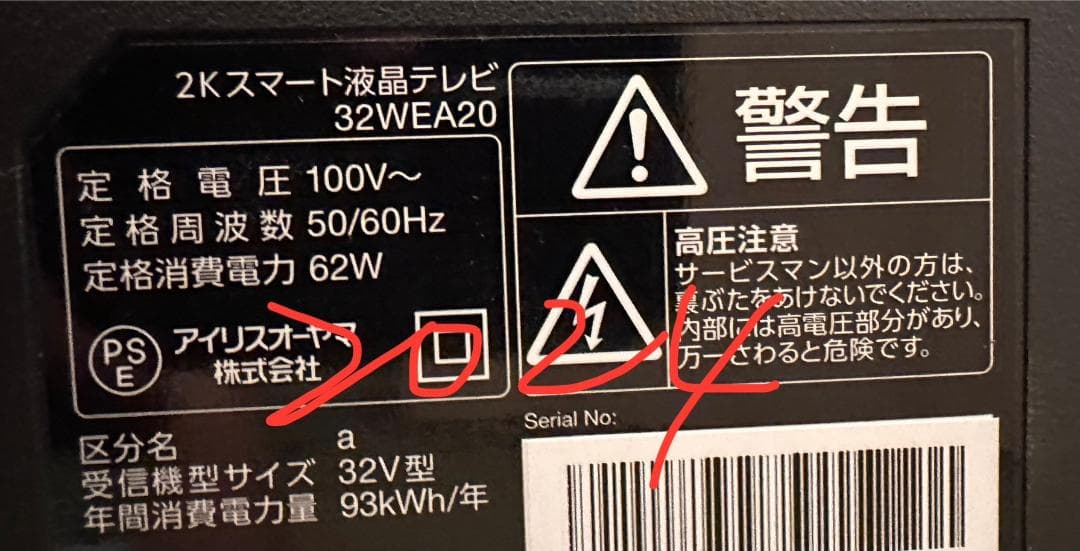 2Kスマート液晶テレビ
32WEA20
定格電圧 100V～
定格周波数 50/60Hz
定格消費電力 62W
PS
E
アイリスオーヤマ
株式会社
警告
高圧注意
サービスマン以外の方は、
裏ぶたをあけないでください。
内部には高電圧部分があり、
万一さわると危険です。
2024
区分名 a
受信機型サイズ 32V型
年間消費電力量 93kWh/年
Serial No: